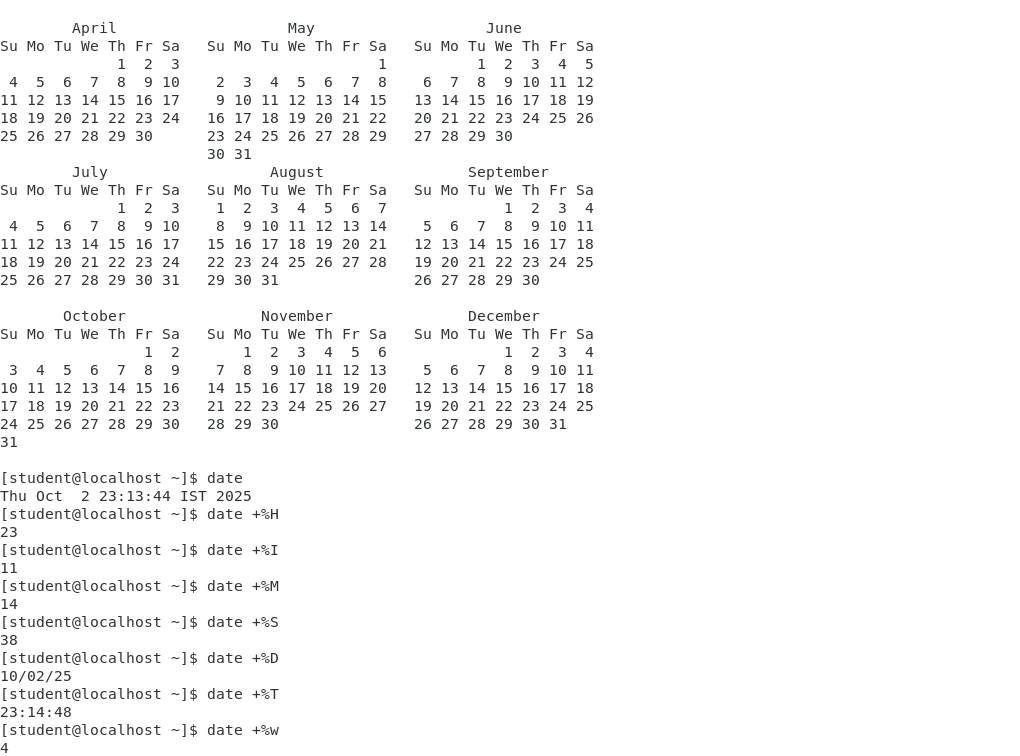 April                   May                   June
Su Mo Tu We Th Fr Sa   Su Mo Tu We Th Fr Sa   Su Mo Tu We Th Fr Sa
             1  2  3                      1          1  2  3  4  5
 4  5  6  7  8  9 10    2  3  4  5  6  7  8    6  7  8  9 10 11 12
11 12 13 14 15 16 17    9 10 11 12 13 14 15   13 14 15 16 17 18 19
18 19 20 21 22 23 24   16 17 18 19 20 21 22   20 21 22 23 24 25 26
25 26 27 28 29 30      23 24 25 26 27 28 29   27 28 29 30
                       30 31
        July                  August                September
Su Mo Tu We Th Fr Sa   Su Mo Tu We Th Fr Sa   Su Mo Tu We Th Fr Sa
             1  2  3    1  2  3  4  5  6  7             1  2  3  4
 4  5  6  7  8  9 10    8  9 10 11 12 13 14    5  6  7  8  9 10 11
11 12 13 14 15 16 17   15 16 17 18 19 20 21   12 13 14 15 16 17 18
18 19 20 21 22 23 24   22 23 24 25 26 27 28   19 20 21 22 23 24 25
25 26 27 28 29 30 31   29 30 31               26 27 28 29 30

       October               November               December
Su Mo Tu We Th Fr Sa   Su Mo Tu We Th Fr Sa   Su Mo Tu We Th Fr Sa
                1  2       1  2  3  4  5  6             1  2  3  4
 3  4  5  6  7  8  9    7  8  9 10 11 12 13    5  6  7  8  9 10 11
10 11 12 13 14 15 16   14 15 16 17 18 19 20   12 13 14 15 16 17 18
17 18 19 20 21 22 23   21 22 23 24 25 26 27   19 20 21 22 23 24 25
24 25 26 27 28 29 30   28 29 30               26 27 28 29 30 31
31

[student@localhost ~]$ date
Thu Oct  2 23:13:44 IST 2025
[student@localhost ~]$ date +%H
23
[student@localhost ~]$ date +%I
11
[student@localhost ~]$ date +%M
14
[student@localhost ~]$ date +%S
38
[student@localhost ~]$ date +%D
10/02/25
[student@localhost ~]$ date +%T
23:14:48
[student@localhost ~]$ date +%w
4